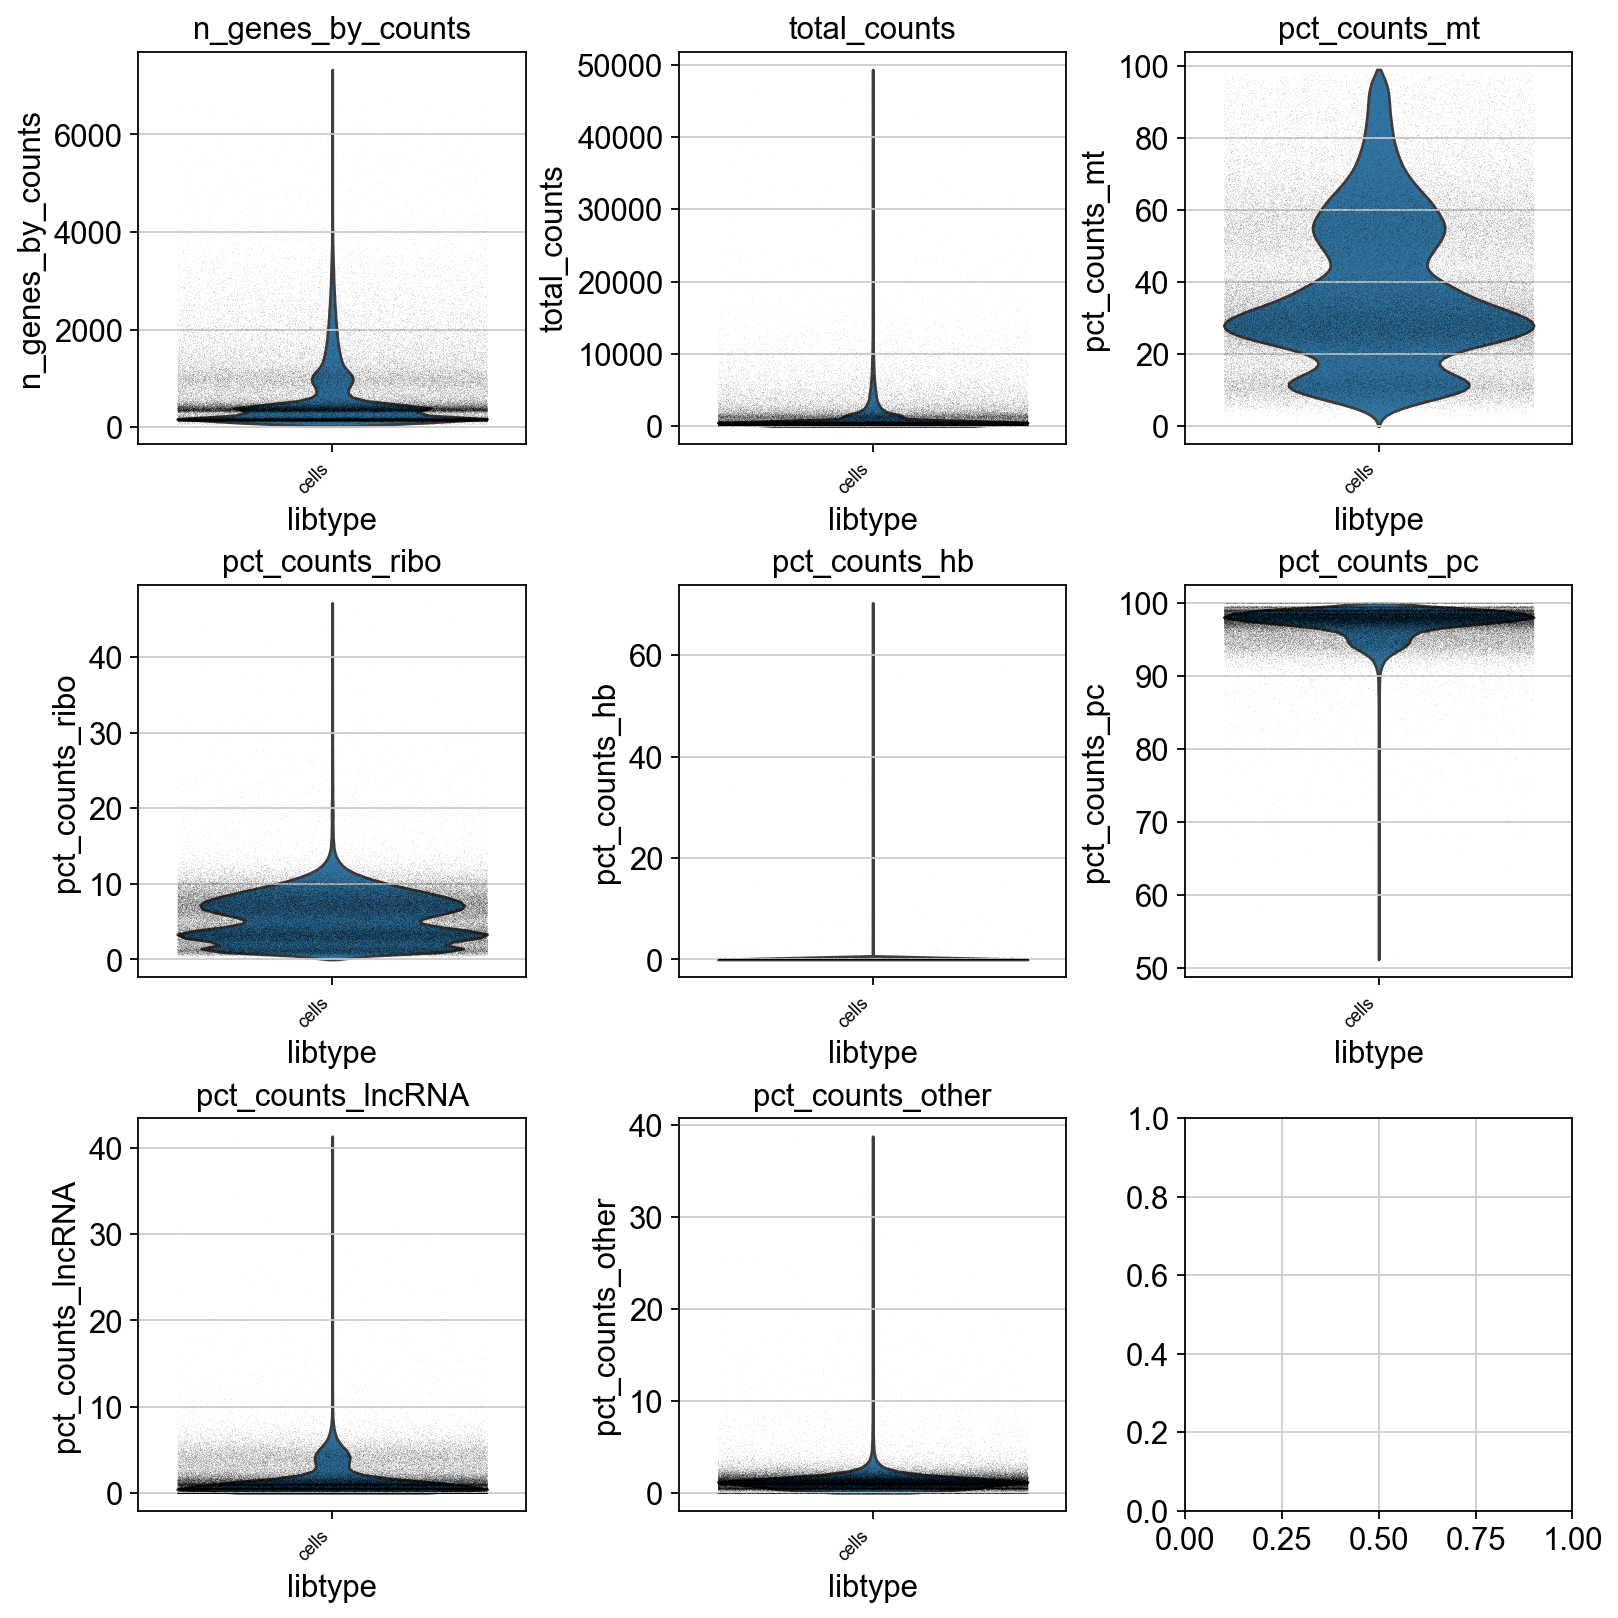 n_genes_by_counts
total_counts
pct_counts_mt
n_genes_by_counts
6000
4000
2000
0
cells
libtype
total_counts
50000
40000
30000
20000
10000
0
cells
libtype
pct_counts_mt
100
80
60
40
20
0
cells
libtype
pct_counts_ribo
pct_counts_hb
pct_counts_pc
pct_counts_ribo
40
30
20
10
0
cells
libtype
pct_counts_hb
60
40
20
0
cells
libtype
pct_counts_pc
100
90
80
70
60
50
cells
libtype
pct_counts_lncRNA
pct_counts_other
pct_counts_lncRNA
40
30
20
10
0
cells
libtype
pct_counts_other
40
30
20
10
0
cells
libtype
1.0
0.8
0.6
0.4
0.2
0.0
0.00 0.25 0.50 0.75 1.00